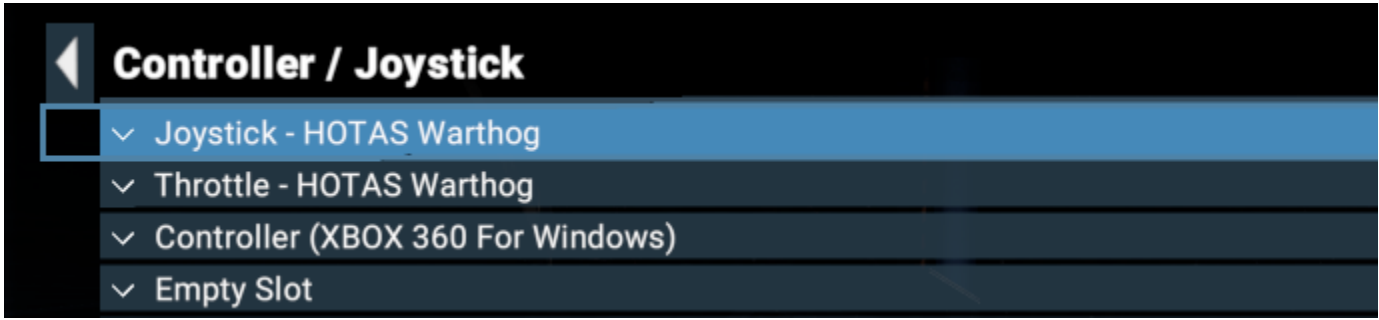 Controller / Joystick
Joystick - HOTAS Warthog
Throttle - HOTAS Warthog
Controller (XBOX 360 For Windows)
Empty Slot